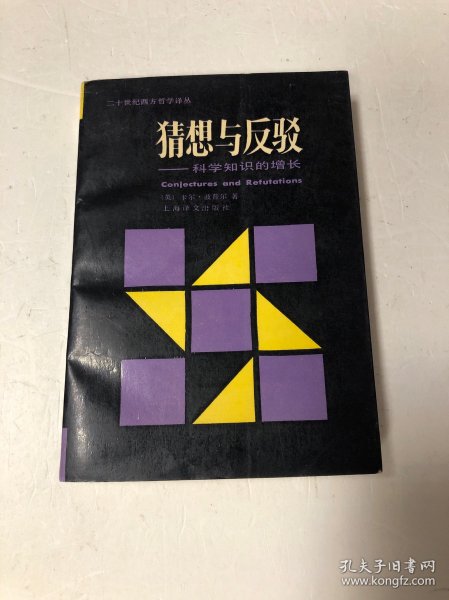 二十世纪西方哲学译丛
猜想与反驳
——科学知识的增长
Conjectures and Refutations
〔英〕卡尔·波普尔 著
上海译文出版社
孔夫子旧书网
www.kongfz.com